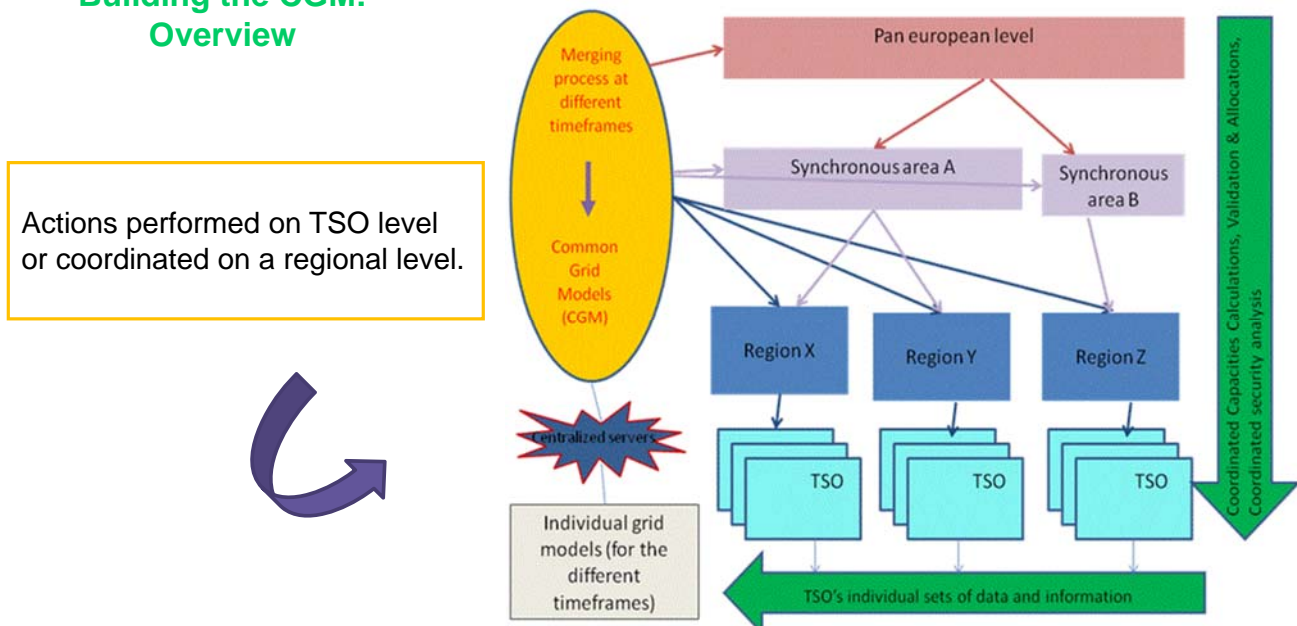 Building the CGM:
Overview
Actions performed on TSO level
or coordinated on a regional level.
Merging
process at
different
timeframes
Common
Grid
Models
(CGM)
Centralized servers
Individual grid
models (for the
different
timeframes)
Pan european level
Synchronous area A
Synchronous
area B
Region X
Region Y
Region Z
TSO
TSO
TSO
TSO's individual sets of data and information
Coordinated Capacities Calculations, Validation & Allocations,
Coordinated security analysis